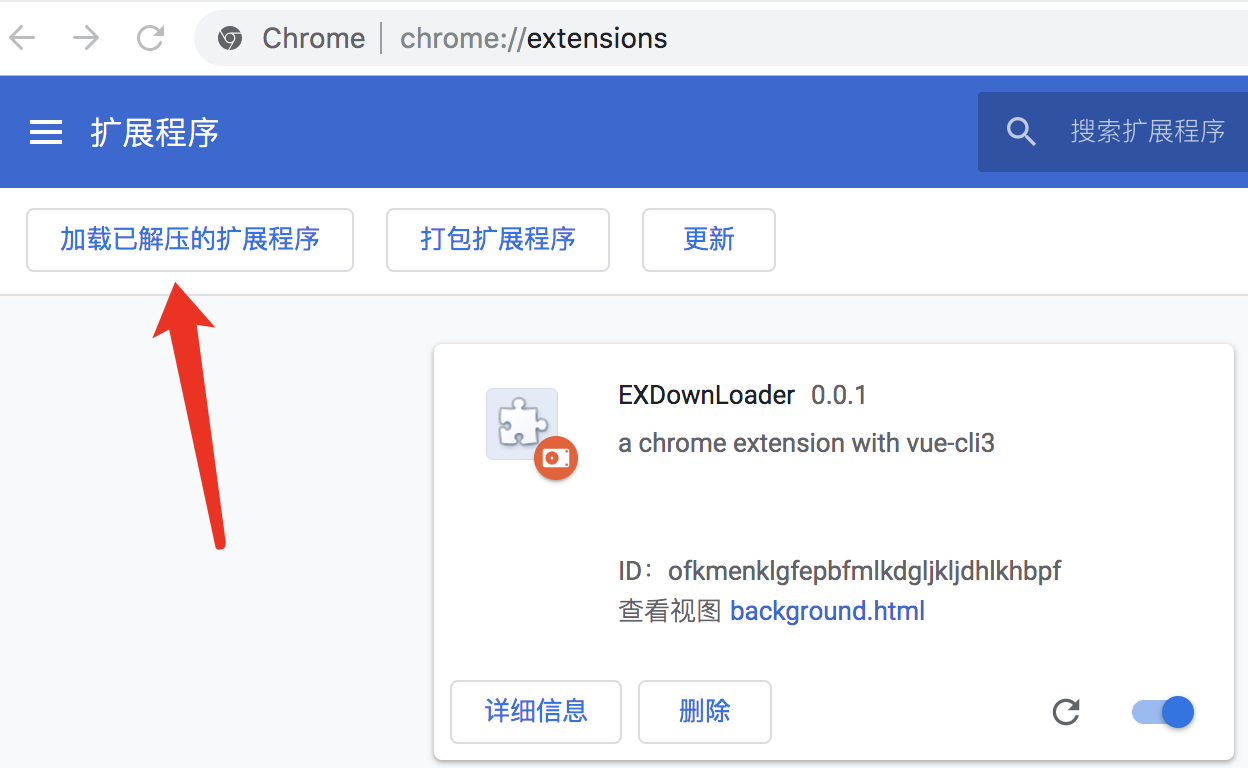 Chrome | chrome://extensions
扩展程序
搜索扩展程序
加载已解压的扩展程序
打包扩展程序
更新
EXDownLoader 0.0.1
a chrome extension with vue-cli3
ID：ofkmenklgfepbfmlkdgljkljdhlkhbpf
查看视图 background.html
详细信息
删除